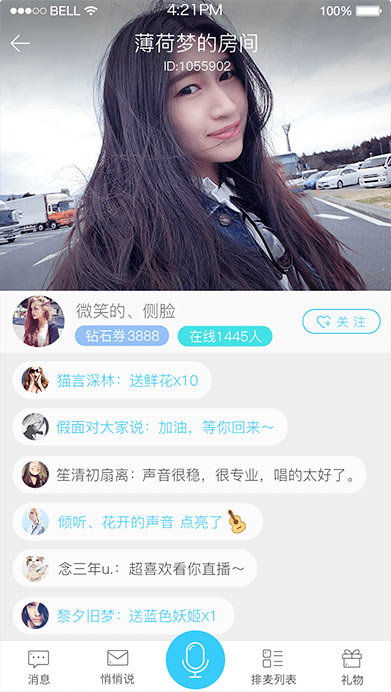 BELL 4:21PM 100%
薄荷梦的房间
ID:1055902
微笑的、侧脸
钻石券3888 在线1445人
关注
猫言深林：送鲜花X10
假面对大家说：加油，等你回来～
笙清初扇离：声音很稳，很专业，唱的太好了。
倾听、花开的声音 点亮了
念三年u.：超喜欢看你直播～
黎夕旧梦：送蓝色妖姬X1
消息 悄悄说 排麦列表 礼物